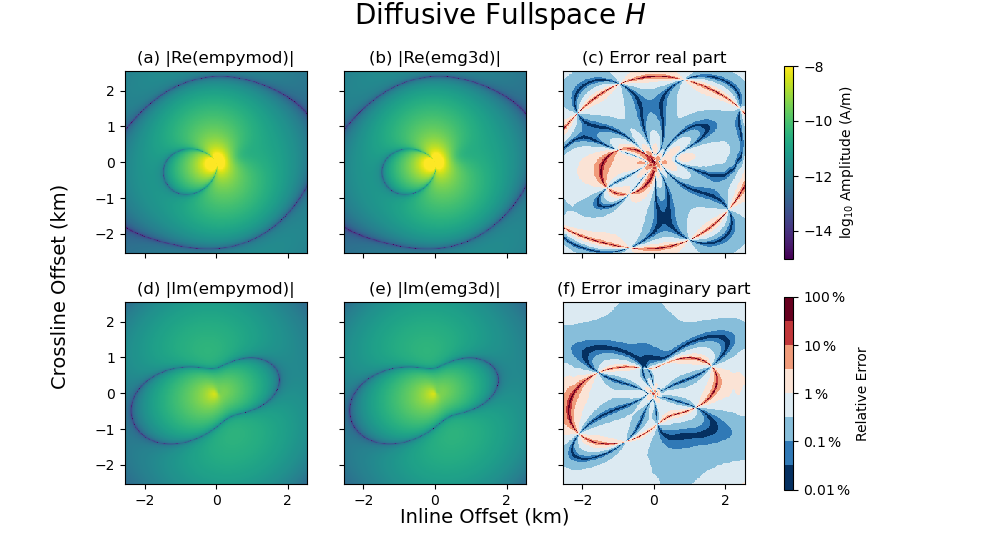 Diffusive Fullspace H
(a) |Re(empymod)|
(b) |Re(emg3d)|
(c) Error real part
2
1
0
−1
−2
−8
−10
−12
−14
log10 Amplitude (A/m)
Crossline Offset (km)
(d) |Im(empymod)|
(e) |Im(emg3d)|
(f) Error imaginary part
2
1
0
−1
−2
−2 0 2
−2 0 2
−2 0 2
100 %
10 %
1 %
0.1 %
0.01 %
Relative Error
Inline Offset (km)